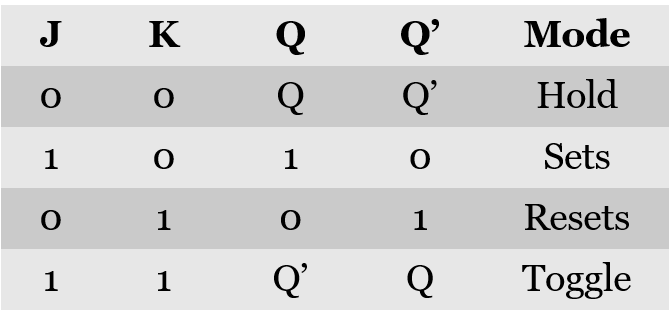 J K Q Q’ Mode
0 0 Q Q’ Hold
1 0 1 0 Sets
0 1 0 1 Resets
1 1 Q’ Q Toggle